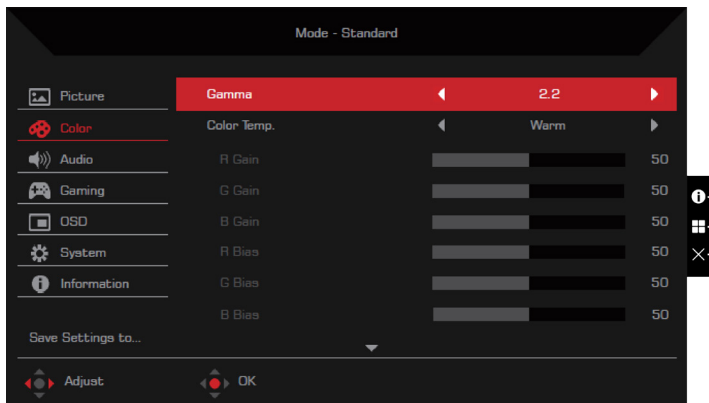 Mode - Standard
Picture
Color
Audio
Gaming
OSD
System
Information
Save Settings to...
Gamma 2.2
Color Temp. Warm
R Gain 50
G Gain 50
B Gain 50
R Bias 50
G Bias 50
B Bias 50
Adjust OK